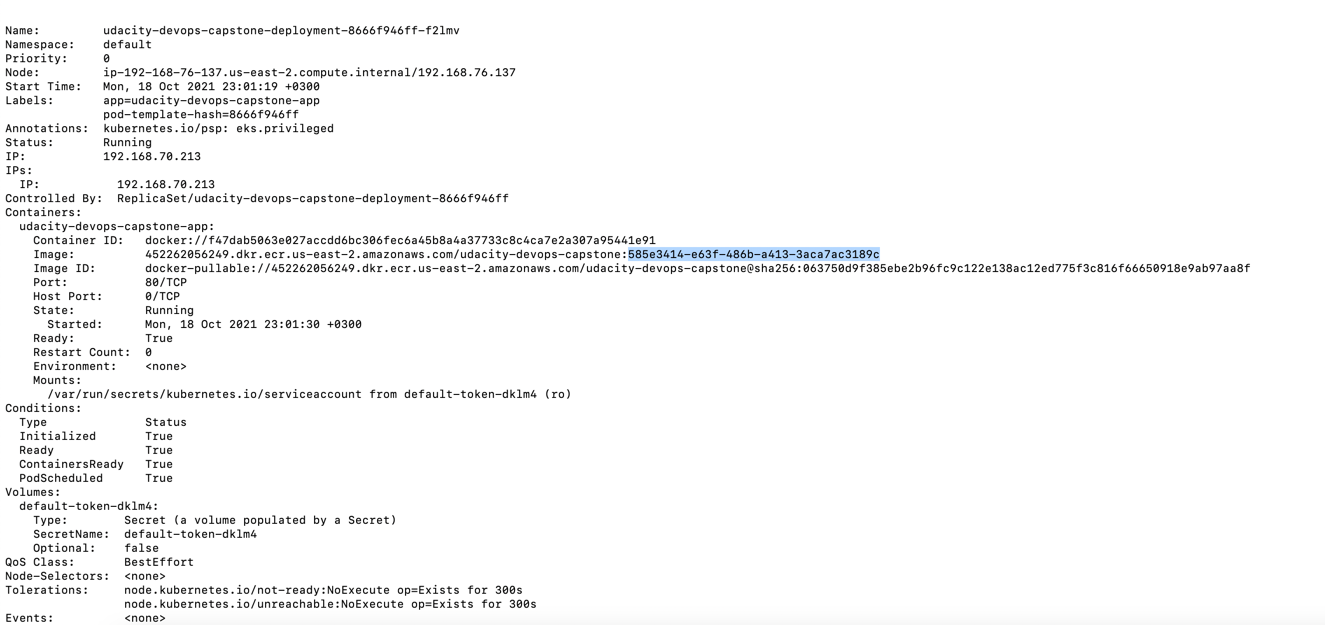 Name:         udacity-devops-capstone-deployment-8666f946ff-f2lmv
Namespace:    default
Priority:     0
Node:         ip-192-168-76-137.us-east-2.compute.internal/192.168.76.137
Start Time:   Mon, 18 Oct 2021 23:01:19 +0300
Labels:       app=udacity-devops-capstone-app
              pod-template-hash=8666f946ff
Annotations:  kubernetes.io/psp: eks.privileged
Status:       Running
IP:           192.168.70.213
IPs:
  IP:           192.168.70.213
Controlled By:  ReplicaSet/udacity-devops-capstone-deployment-8666f946ff
Containers:
  udacity-devops-capstone-app:
    Container ID:   docker://f47dab5063e027accdd6bc306fec6a45b8a4a37733c8c4ca7e2a307a95441e91
    Image:          452262056249.dkr.ecr.us-east-2.amazonaws.com/udacity-devops-capstone:585e3414-e63f-486b-a413-3aca7ac3189c
    Image ID:       docker-pullable://452262056249.dkr.ecr.us-east-2.amazonaws.com/udacity-devops-capstone@sha256:063750d9f385ebe2b96fc9c122e138ac12ed775f3c816f66650918e9ab97aa8f
    Port:           80/TCP
    Host Port:      0/TCP
    State:          Running
      Started:      Mon, 18 Oct 2021 23:01:30 +0300
    Ready:          True
    Restart Count:  0
    Environment:    <none>
    Mounts:
      /var/run/secrets/kubernetes.io/serviceaccount from default-token-dklm4 (ro)
Conditions:
  Type              Status
  Initialized       True
  Ready             True
  ContainersReady   True
  PodScheduled      True
Volumes:
  default-token-dklm4:
    Type:        Secret (a volume populated by a Secret)
    SecretName:  default-token-dklm4
    Optional:    false
QoS Class:       BestEffort
Node-Selectors:  <none>
Tolerations:     node.kubernetes.io/not-ready:NoExecute op=Exists for 300s
                 node.kubernetes.io/unreachable:NoExecute op=Exists for 300s
Events:          <none>